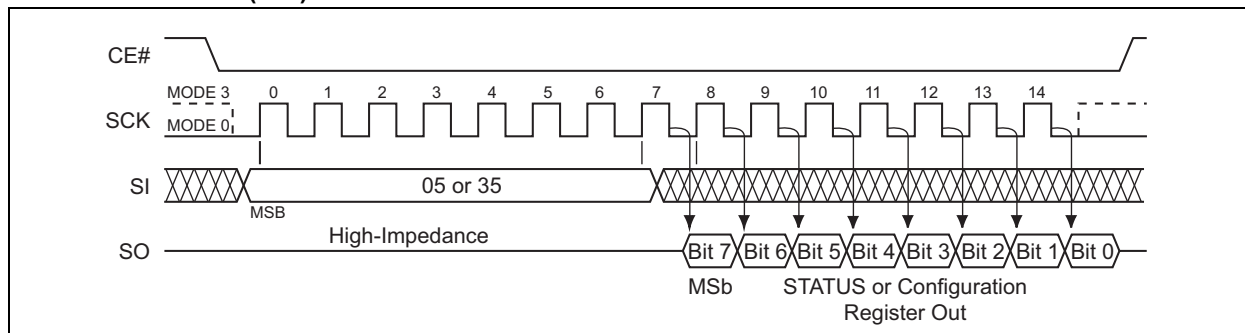 CE#
MODE 3 0 1 2 3 4 5 6 7 8 9 10 11 12 13 14
SCK
MODE 0
SI 05 or 35
MSB
High-Impedance
SO Bit 7 Bit 6 Bit 5 Bit 4 Bit 3 Bit 2 Bit 1 Bit 0
MSb STATUS or Configuration
Register Out